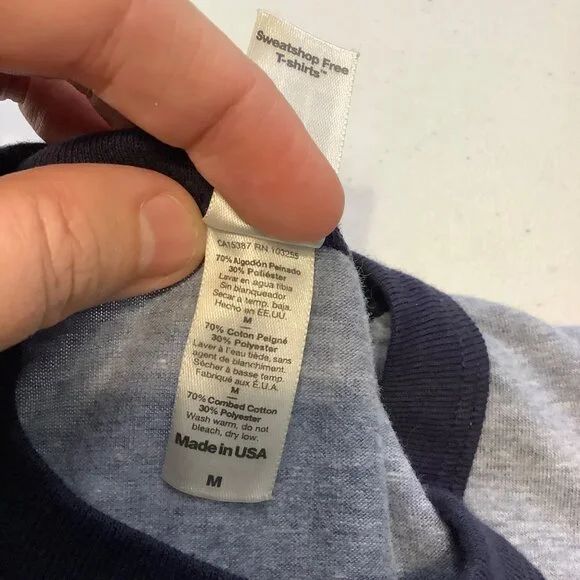 Sweatshop Free
T-shirts™
CA15387 RN 103255
70% Algodón Peinado
30% Poliéster
Lavar en agua tibia
Sin blanqueador
Secar a temp. baja.
Hecho en EE.UU.
M
70% Coton Peigné
30% Polyester
Laver à l'eau tiède, sans
agent de blanchiment.
Sécher à basse temp.
Fabriqué aux É.U.A.
M
70% Combed Cotton
30% Polyester
Wash warm, do not
bleach, dry low.
Made in USA
M